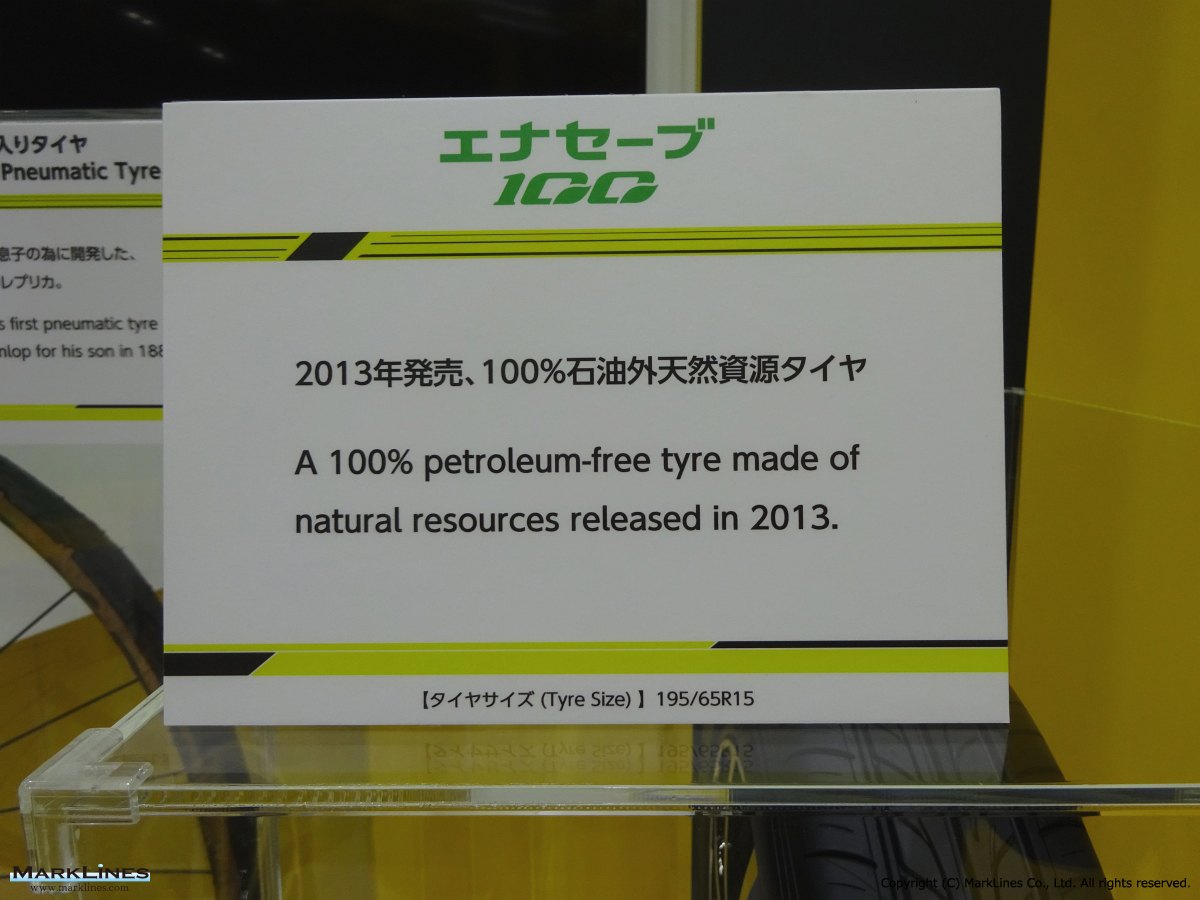 入りタイヤ
Pneumatic Tyre
息子の為に開発した、
レプリカ。
s first pneumatic tyre
nlop for his son in 188
エナセーブ
100
2013年発売、100%石油外天然資源タイヤ
A 100% petroleum-free tyre made of
natural resources released in 2013.
【タイヤサイズ (Tyre Size) 】 195/65R15
MARKLINES
www.marklines.com
Copyright (C) MarkLines Co., Ltd. All rights reserved.